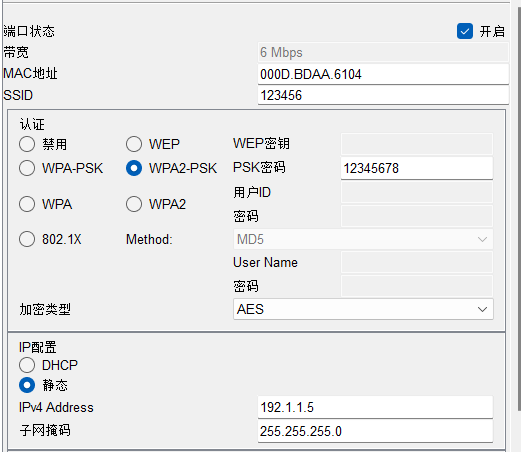 端口状态 开启
带宽 6 Mbps
MAC地址 000D.BDAA.6104
SSID 123456
认证
禁用 WEP WEP密钥
WPA-PSK WPA2-PSK PSK密码 12345678
用户ID
WPA WPA2
密码
802.1X Method: MD5
User Name
密码
加密类型 AES
IP配置
DHCP
静态
IPv4 Address 192.1.1.5
子网掩码 255.255.255.0